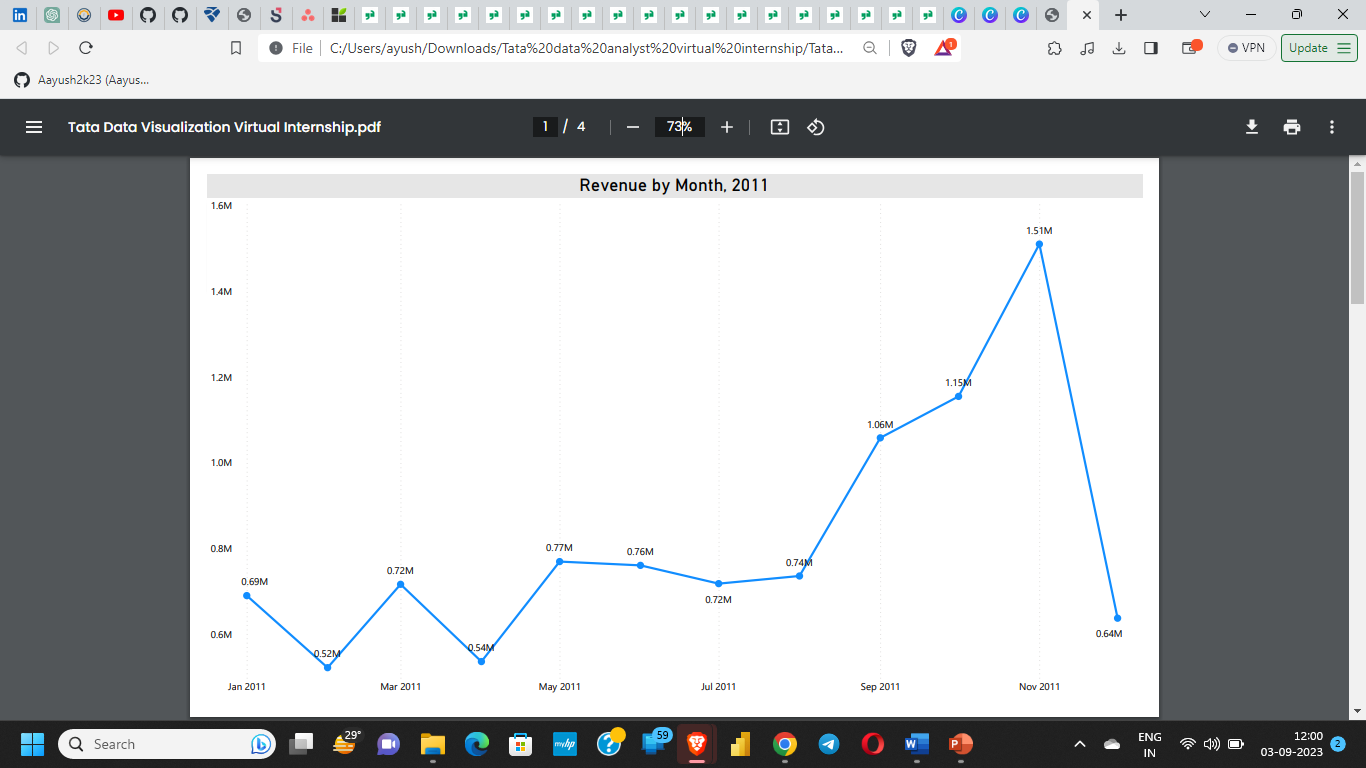 File
C:/Users/ayush/Downloads/Tata%20data%20analyst%20virtual%20internship/Tata...
1
VPN
Update
Aayush2k23 (Aayus...
Tata Data Visualization Virtual Internship.pdf
1 / 4
73%
Revenue by Month, 2011
1.6M
1.51M
1.4M
1.2M
1.15M
1.06M
1.0M
0.8M
0.77M
0.76M
0.74M
0.72M
0.69M
0.72M
0.6M
0.64M
0.54M
0.52M
Jan 2011
Mar 2011
May 2011
Jul 2011
Sep 2011
Nov 2011
Search
29°
myhp
59
W
P
ENG
IN
12:00
03-09-2023
2